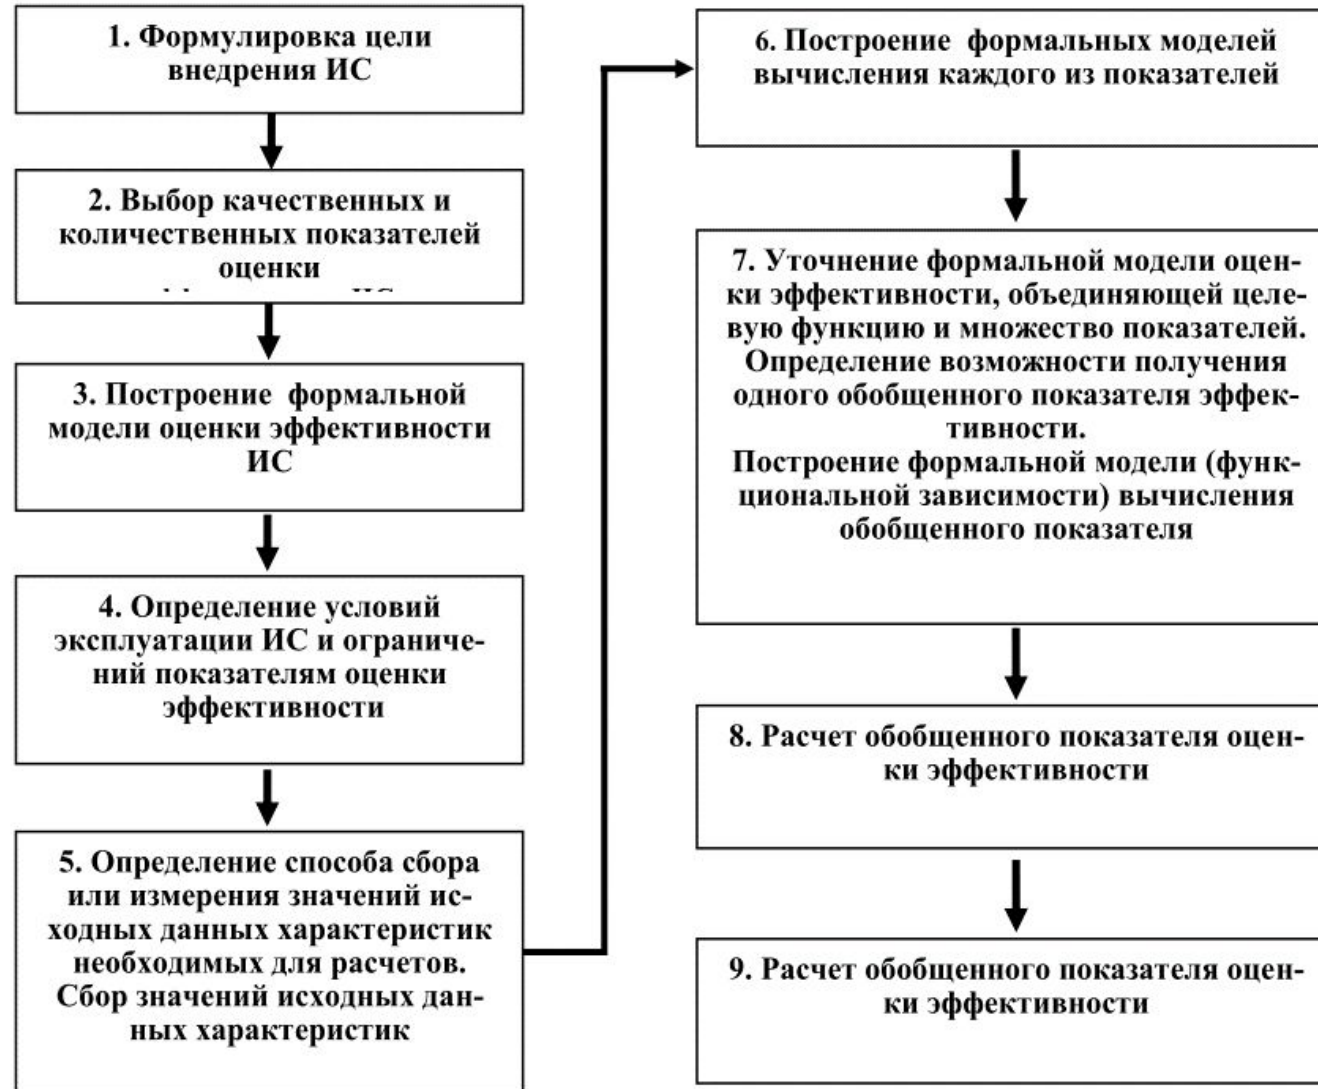 1. Формулировка цели
внедрения ИС
2. Выбор качественных и
количественных показателей
оценки
3. Построение формальной
модели оценки эффективности
ИС
4. Определение условий
эксплуатации ИС и ограниче-
ний показателям оценки
эффективности
5. Определение способа сбора
или измерения значений ис-
ходных данных характеристик
необходимых для расчетов.
Сбор значений исходных дан-
ных характеристик
6. Построение формальных моделей
вычисления каждого из показателей
7. Уточнение формальной модели оцен-
ки эффективности, объединяющей целе-
вую функцию и множество показателей.
Определение возможности получения
одного обобщенного показателя эффек-
тивности.
Построение формальной модели (функ-
циональной зависимости) вычисления
обобщенного показателя
8. Расчет обобщенного показателя оцен-
ки эффективности
9. Расчет обобщенного показателя оцен-
ки эффективности